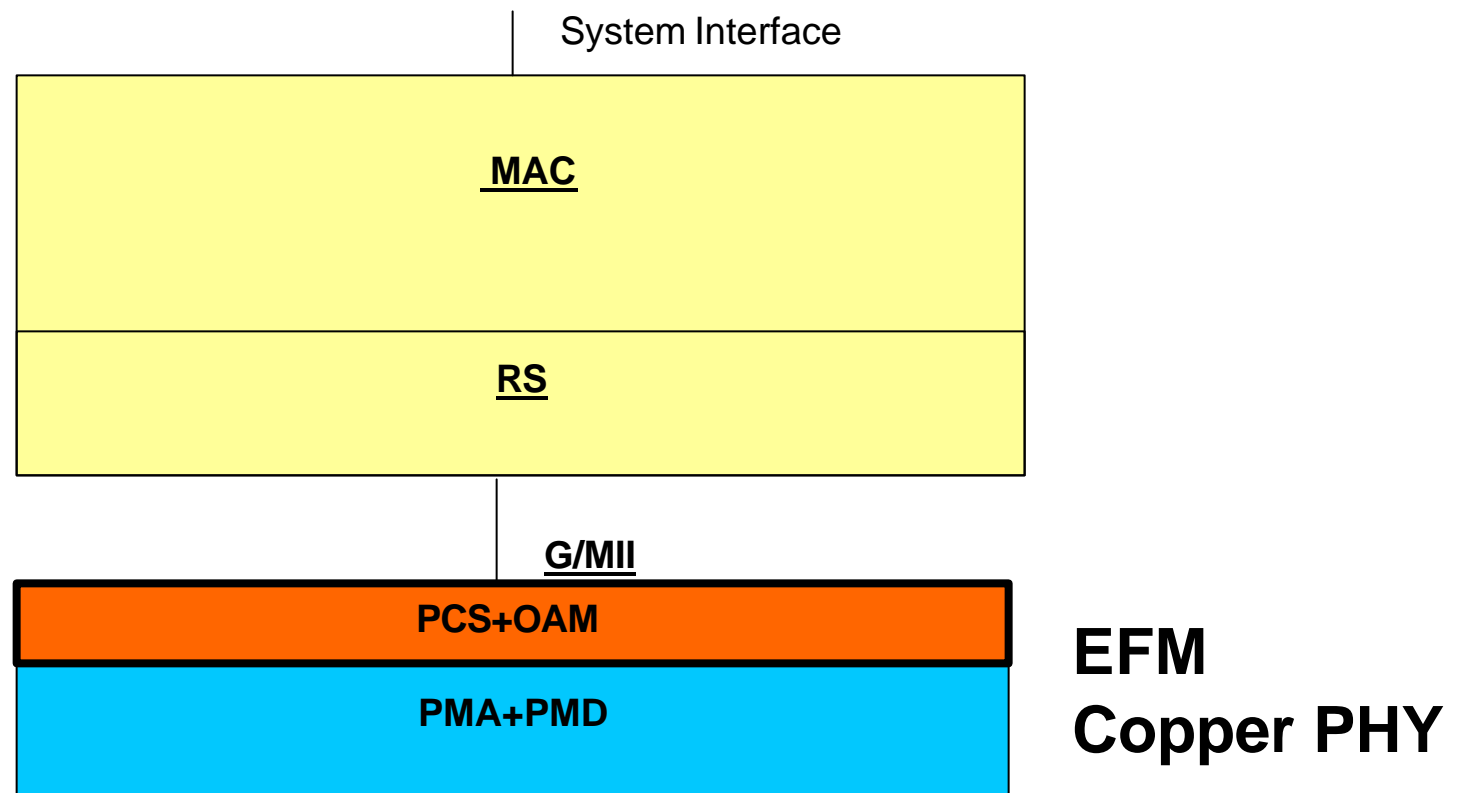 System Interface
MAC
RS
G/MII
PCS+OAM
PMA+PMD
EFM
Copper PHY